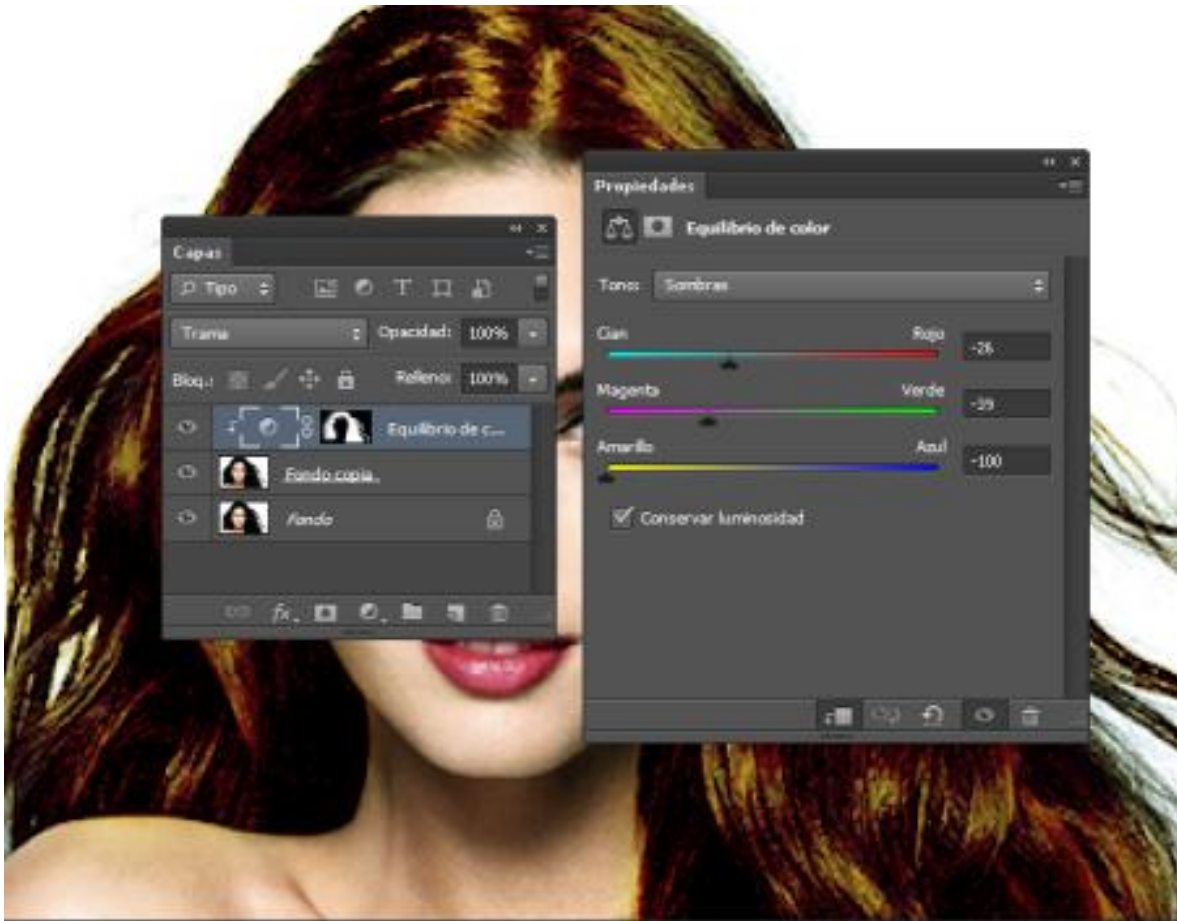 Capas
Tipo
Trama Opacidad: 100%
Bloq.: Relleno: 100%
Equilibrio de c...
Fondo copia
Fondo
fx
Propiedades
Equilibrio de color
Tono: Sombras
Cian Rojo -26
Magenta Verde -39
Amarillo Azul -100
Conservar luminosidad